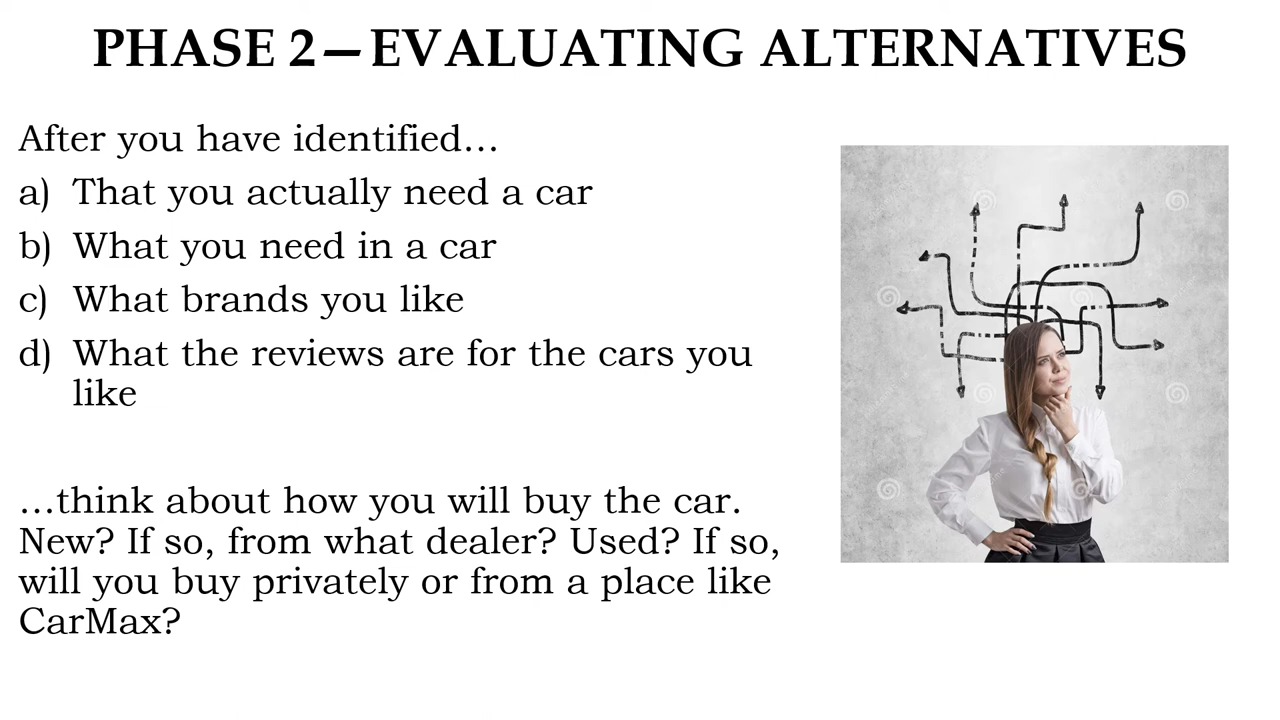 PHASE 2—EVALUATING ALTERNATIVES
After you have identified…
a) That you actually need a car
b) What you need in a car
c) What brands you like
d) What the reviews are for the cars you
like
…think about how you will buy the car.
New? If so, from what dealer? Used? If so,
will you buy privately or from a place like
CarMax?